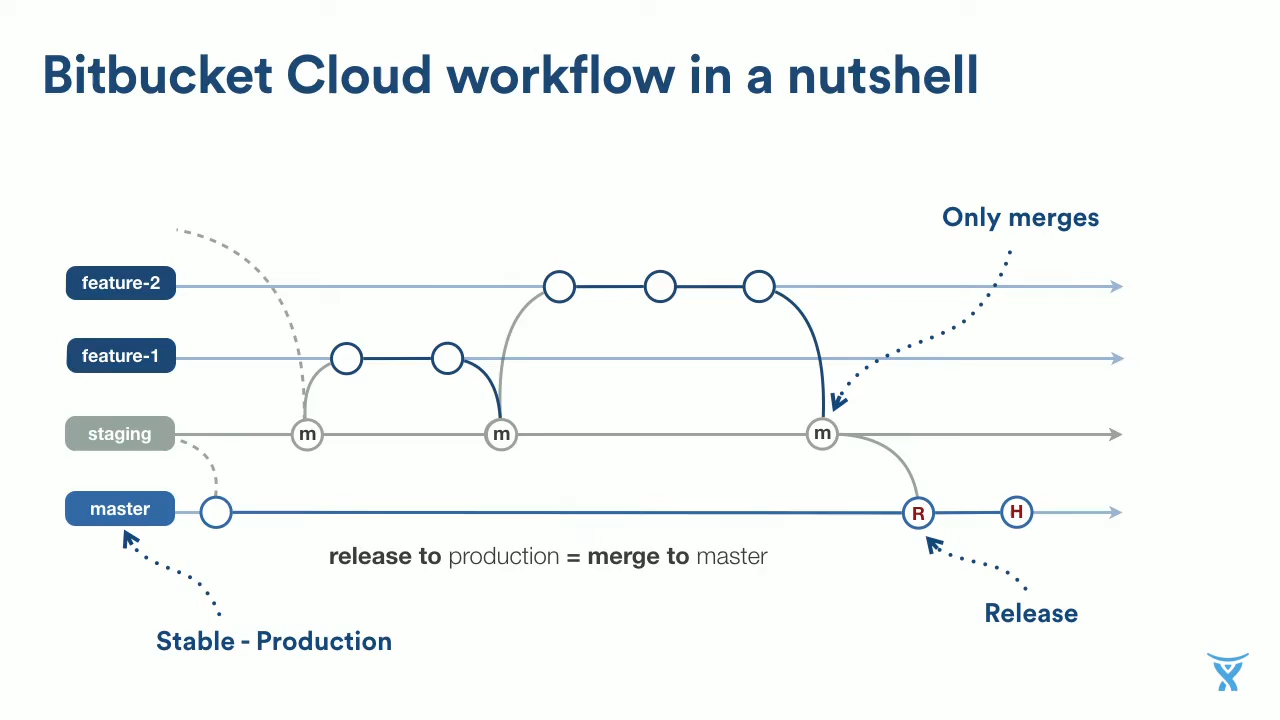 Bitbucket Cloud workflow in a nutshell
Only merges
feature-2
feature-1
staging
m
m
m
master
R
H
release to production = merge to master
Release
Stable - Production